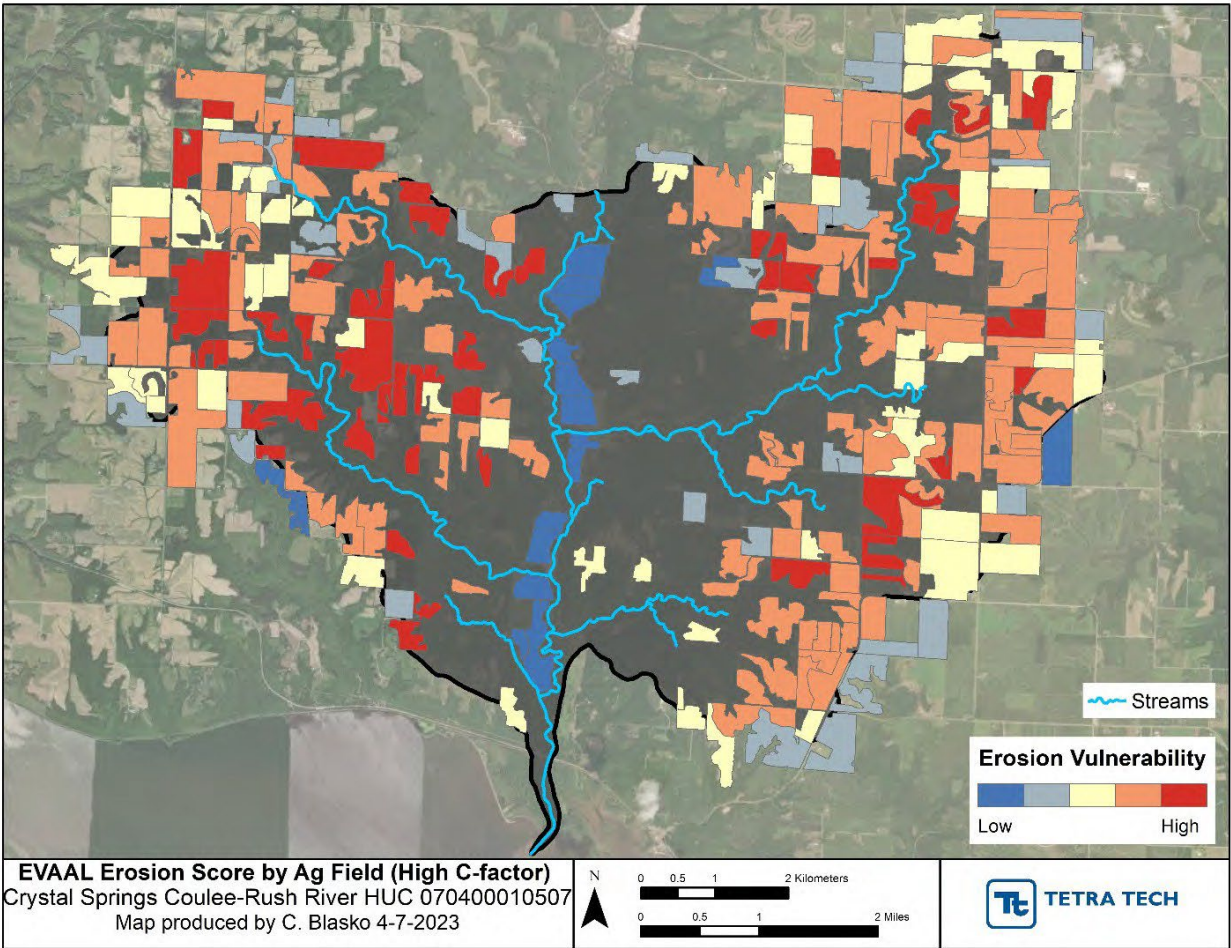 Streams
Erosion Vulnerability
Low High
EVAAL Erosion Score by Ag Field (High C-factor)
Crystal Springs Coulee-Rush River HUC 070400010507
Map produced by C. Blasko 4-7-2023
N
0 0.5 1 2 Kilometers
0 0.5 1 2 Miles
Tt TETRA TECH